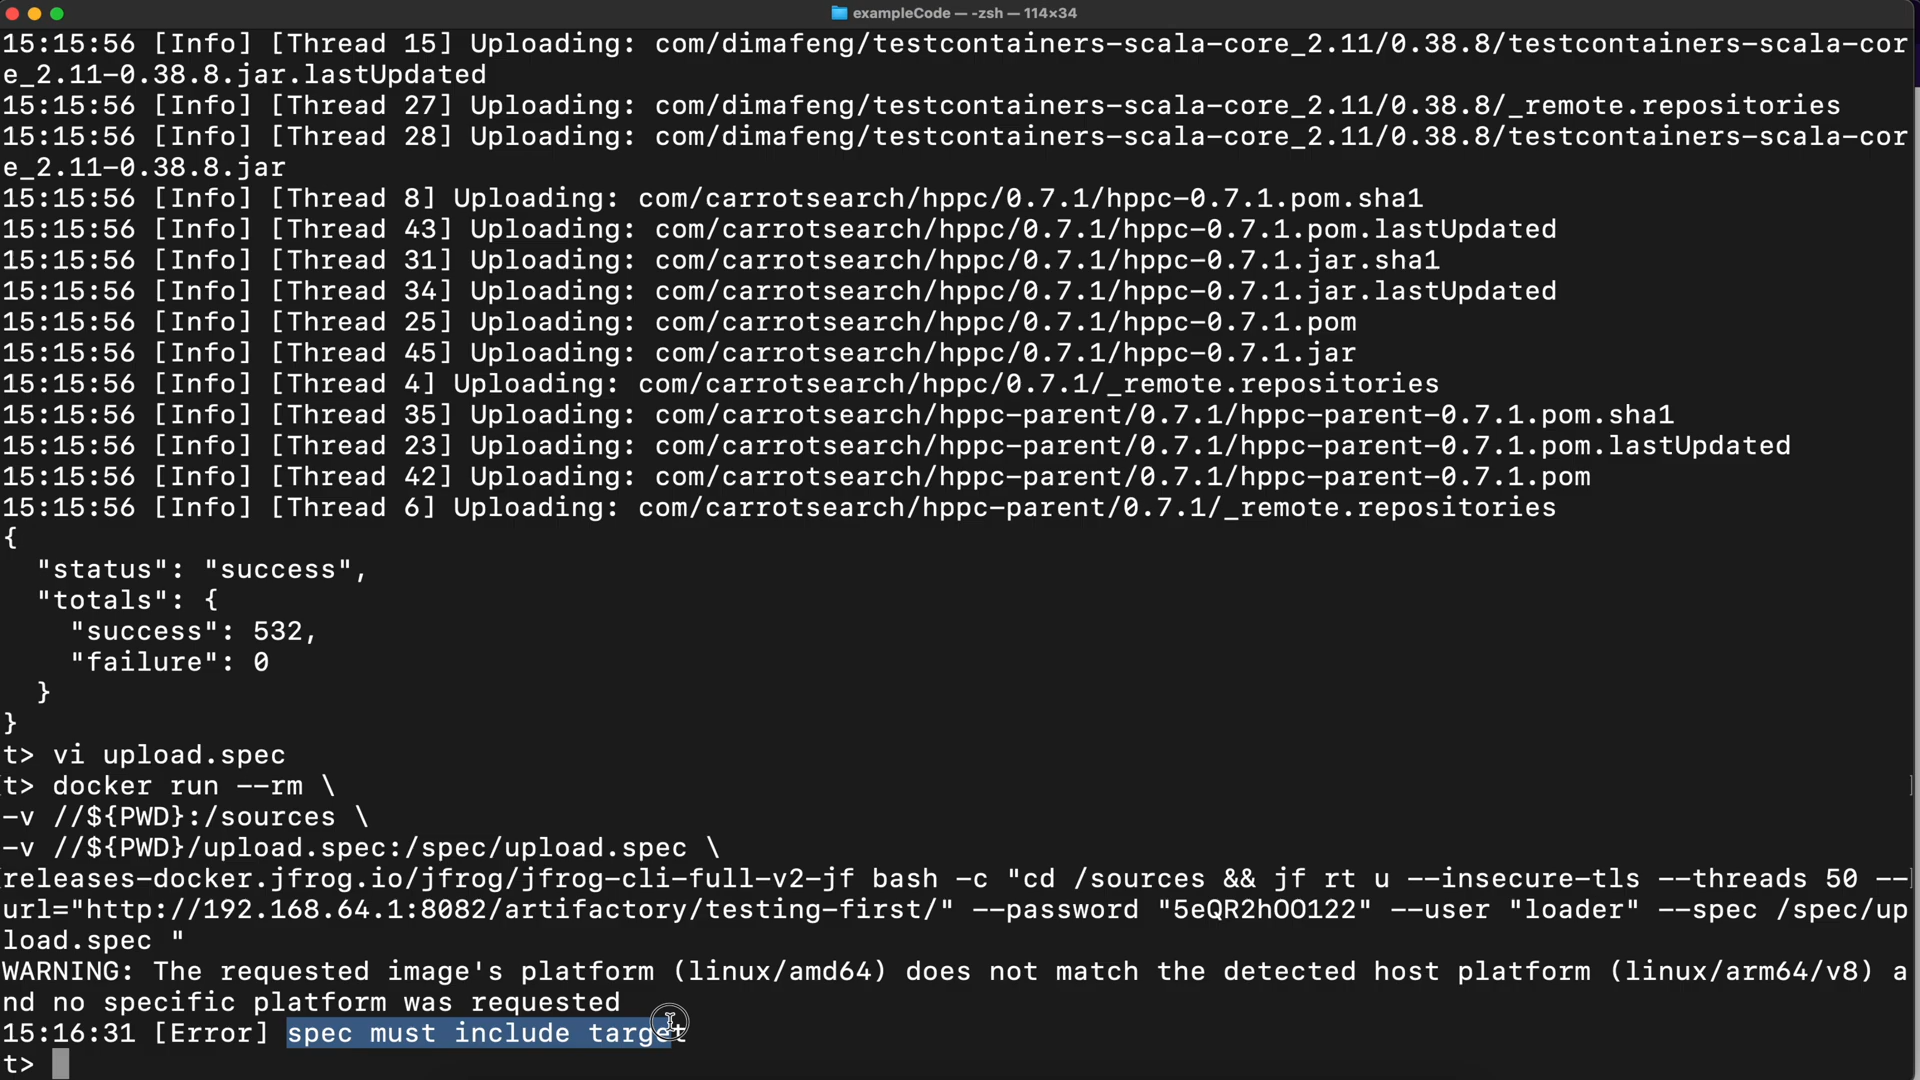 exampleCode — -zsh — 114×34
15:15:56 [Info] [Thread 15] Uploading: com/dimafeng/testcontainers-scala-core_2.11/0.38.8/testcontainers-scala-cor
e_2.11-0.38.8.jar.lastUpdated
15:15:56 [Info] [Thread 27] Uploading: com/dimafeng/testcontainers-scala-core_2.11/0.38.8/_remote.repositories
15:15:56 [Info] [Thread 28] Uploading: com/dimafeng/testcontainers-scala-core_2.11/0.38.8/testcontainers-scala-cor
e_2.11-0.38.8.jar
15:15:56 [Info] [Thread 8] Uploading: com/carrotsearch/hppc/0.7.1/hppc-0.7.1.pom.sha1
15:15:56 [Info] [Thread 43] Uploading: com/carrotsearch/hppc/0.7.1/hppc-0.7.1.pom.lastUpdated
15:15:56 [Info] [Thread 31] Uploading: com/carrotsearch/hppc/0.7.1/hppc-0.7.1.jar.sha1
15:15:56 [Info] [Thread 34] Uploading: com/carrotsearch/hppc/0.7.1/hppc-0.7.1.jar.lastUpdated
15:15:56 [Info] [Thread 25] Uploading: com/carrotsearch/hppc/0.7.1/hppc-0.7.1.pom
15:15:56 [Info] [Thread 45] Uploading: com/carrotsearch/hppc/0.7.1/hppc-0.7.1.jar
15:15:56 [Info] [Thread 4] Uploading: com/carrotsearch/hppc/0.7.1/_remote.repositories
15:15:56 [Info] [Thread 35] Uploading: com/carrotsearch/hppc-parent/0.7.1/hppc-parent-0.7.1.pom.sha1
15:15:56 [Info] [Thread 23] Uploading: com/carrotsearch/hppc-parent/0.7.1/hppc-parent-0.7.1.pom.lastUpdated
15:15:56 [Info] [Thread 42] Uploading: com/carrotsearch/hppc-parent/0.7.1/hppc-parent-0.7.1.pom
15:15:56 [Info] [Thread 6] Uploading: com/carrotsearch/hppc-parent/0.7.1/_remote.repositories
{
  "status": "success",
  "totals": {
    "success": 532,
    "failure": 0
  }
}
t> vi upload.spec
t> docker run --rm \
-v //${PWD}:/sources \
-v //${PWD}/upload.spec:/spec/upload.spec \
releases-docker.jfrog.io/jfrog/jfrog-cli-full-v2-jf bash -c "cd /sources && jf rt u --insecure-tls --threads 50 --
url="http://192.168.64.1:8082/artifactory/testing-first/" --password "5eQR2hOO122" --user "loader" --spec /spec/up
load.spec "
WARNING: The requested image's platform (linux/amd64) does not match the detected host platform (linux/arm64/v8) a
nd no specific platform was requested
15:16:31 [Error] spec must include target
t>